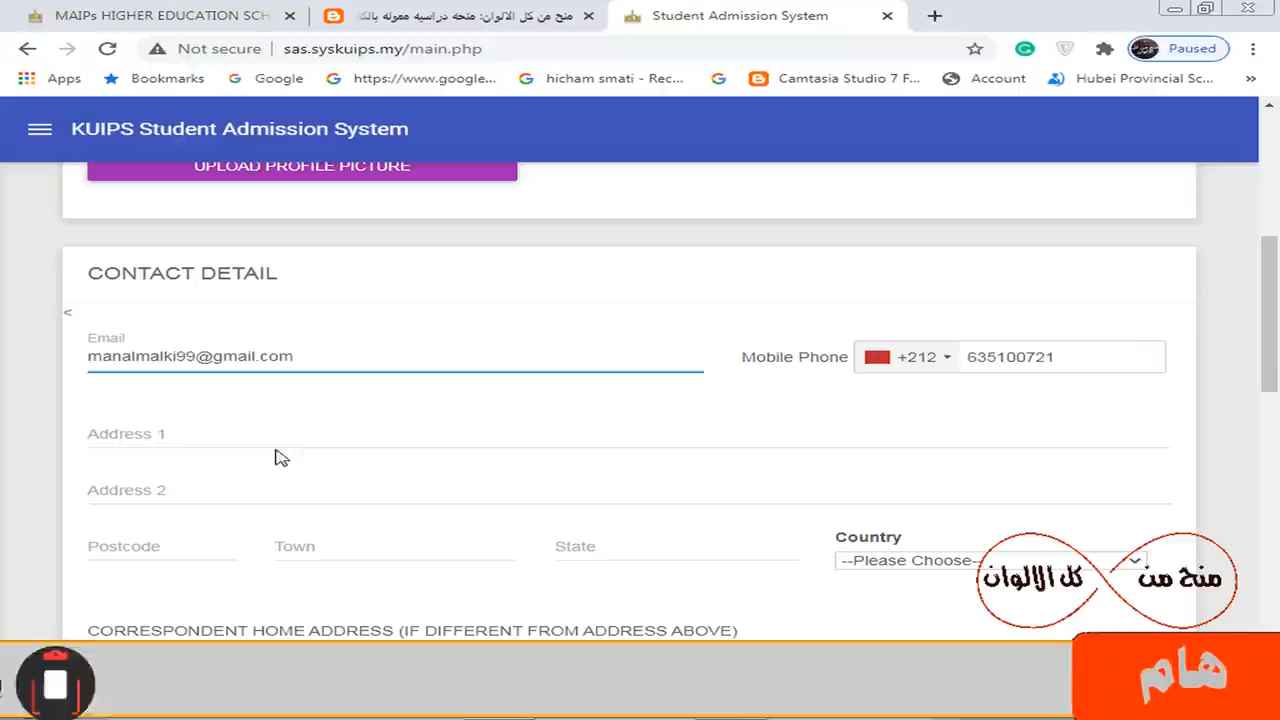 MAIPs HIGHER EDUCATION SCH
منح من كل الالوان: منحه دراسيه مموله بالك
Student Admission System
Not secure
sas.syskuips.my/main.php
Paused
Apps
Bookmarks
Google
https://www.google...
hicham smati - Rec...
Camtasia Studio 7 F...
Account
Hubei Provincial Sc...
»
KUIPS Student Admission System
UPLOAD PROFILE PICTURE
CONTACT DETAIL
<
Email
manalmalki99@gmail.com
Mobile Phone
+212
635100721
Address 1
Address 2
Postcode
Town
State
Country
--Please Choose--
منح من كل الالوان
CORRESPONDENT HOME ADDRESS (IF DIFFERENT FROM ADDRESS ABOVE)
هام